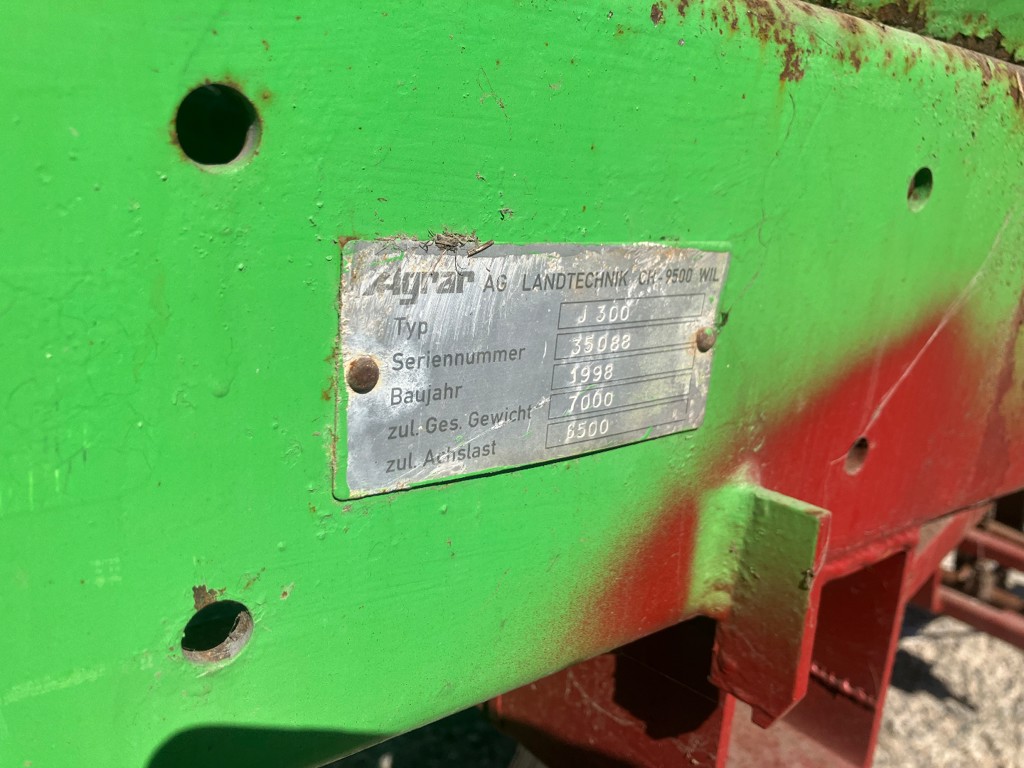 Agrar AG LANDTECHNIK CH-9500 WIL
Typ J 300
Seriennummer 35088
Baujahr 1998
zul. Ges. Gewicht 7000
zul. Achslast 6500